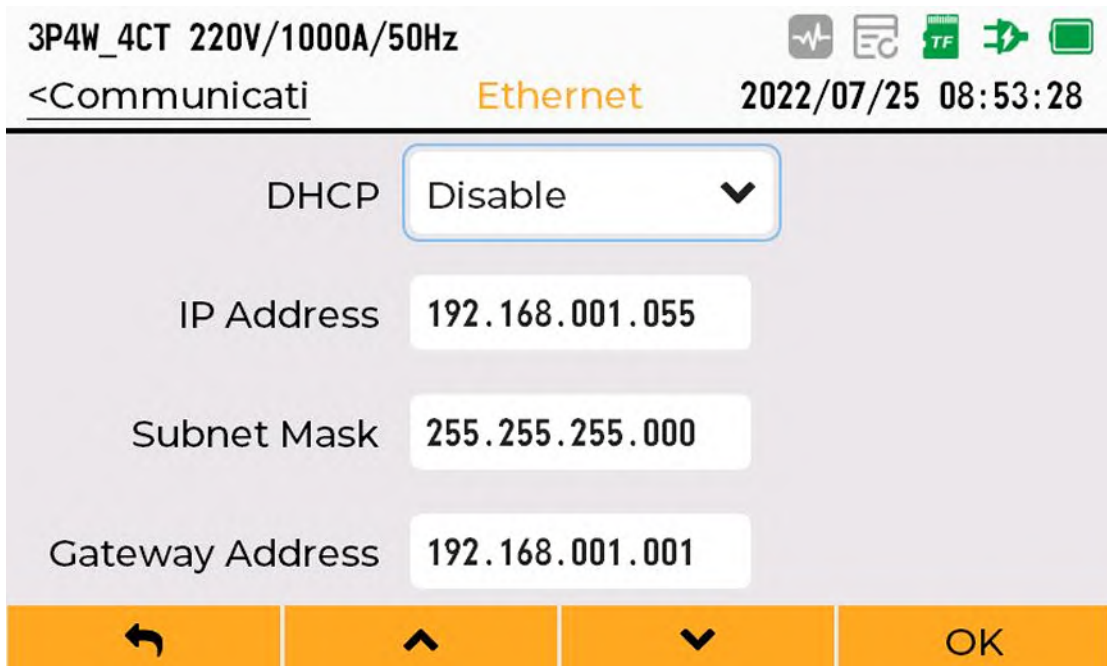 3P4W_4CT 220V/1000A/50Hz
TF
<Communicati Ethernet 2022/07/25 08:53:28
DHCP Disable
IP Address 192.168.001.055
Subnet Mask 255.255.255.000
Gateway Address 192.168.001.001
OK